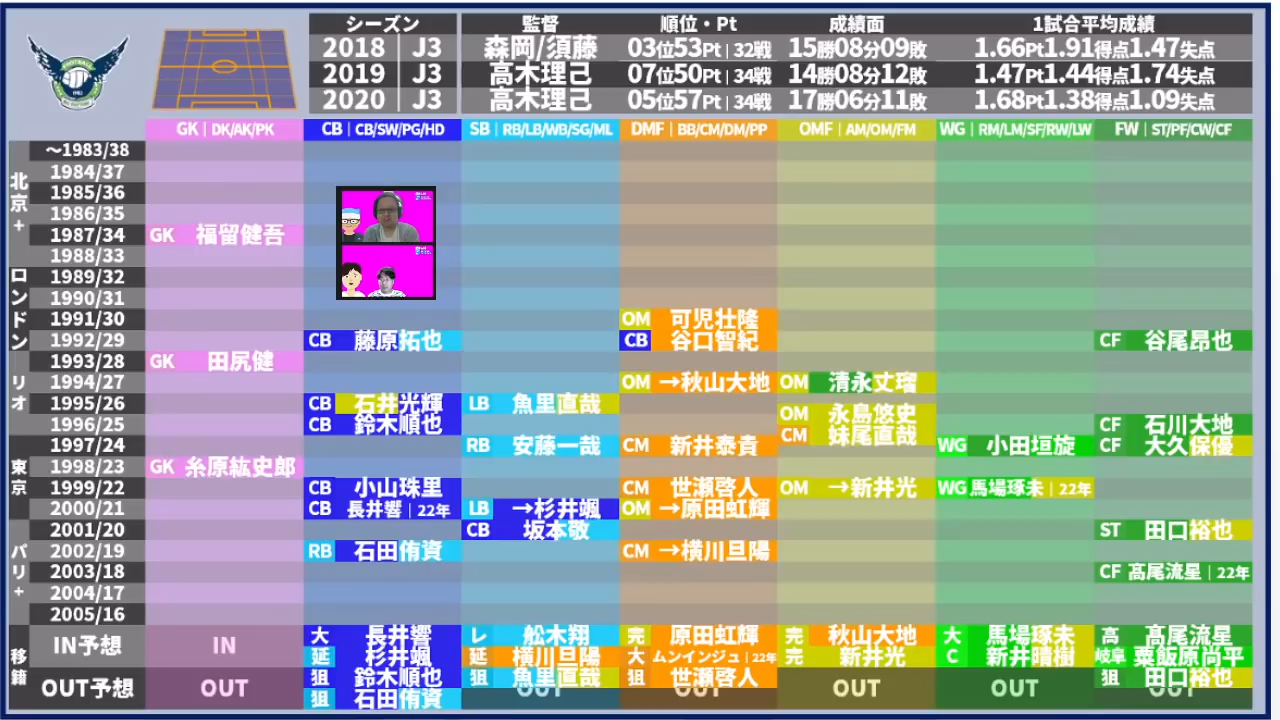 シーズン 監督 順位・Pt 成績面 1試合平均成績
2018 J3 森岡/須藤 03位53Pt | 32戦 15勝08分09敗 1.66Pt1.91得点1.47失点
2019 J3 高木理己 07位50Pt | 34戦 14勝08分12敗 1.47Pt1.44得点1.74失点
2020 J3 高木理己 05位57Pt | 34戦 17勝06分11敗 1.68Pt1.38得点1.09失点
GK | DK/AK/PK CB | CB/SW/PG/HD SB | RB/LB/WB/SG/ML DMF | BB/CM/DM/PP OMF | AM/OM/FM WG | RM/LM/SF/RW/LW FW | ST/PF/CW/CF
北京+
〜1983/38
1984/37
1985/36
1986/35
1987/34 GK 福留健吾
1988/33
ロンドン
1989/32
1990/31
1991/30 OM 可児壮隆
1992/29 CB 藤原拓也 CB 谷口智紀 CF 谷尾昂也
リオ
1993/28 GK 田尻健
1994/27 OM →秋山大地 OM 清永丈瑠
1995/26 CB 石井光輝 LB 魚里直哉
OM 永島悠史
1996/25 CB 鈴木順也 CF 石川大地
CM 妹尾直哉
東京
1997/24 RB 安藤一哉 CM 新井泰貴 WG 小田垣旋 CF 大久保優
1998/23 GK 糸原紘史郎
1999/22 CB 小山珠里 CM 世瀬啓人 OM →新井光 WG 馬場琢未 | 22年
2000/21 CB 長井響 | 22年 LB →杉井颯 OM →原田虹輝
パリ+
2001/20 CB 坂本敬 ST 田口裕也
2002/19 RB 石田侑資 CM →横川旦陽
2003/18 CF 髙尾流星 | 22年
2004/17
2005/16
移籍
IN予想 IN 大 長井響 レ 舩木翔 完 原田虹輝 完 秋山大地 大 馬場琢未 高 髙尾流星
延 杉井颯 延 横川旦陽 大 ムンインジュ | 22年 完 新井光 C 新井晴樹 岐阜 粟飯原尚平
OUT予想 OUT 狙 鈴木順也 狙 魚里直哉 狙 世瀬啓人 OUT OUT 狙 田口裕也
狙 石田侑資 OUT OUT OUT